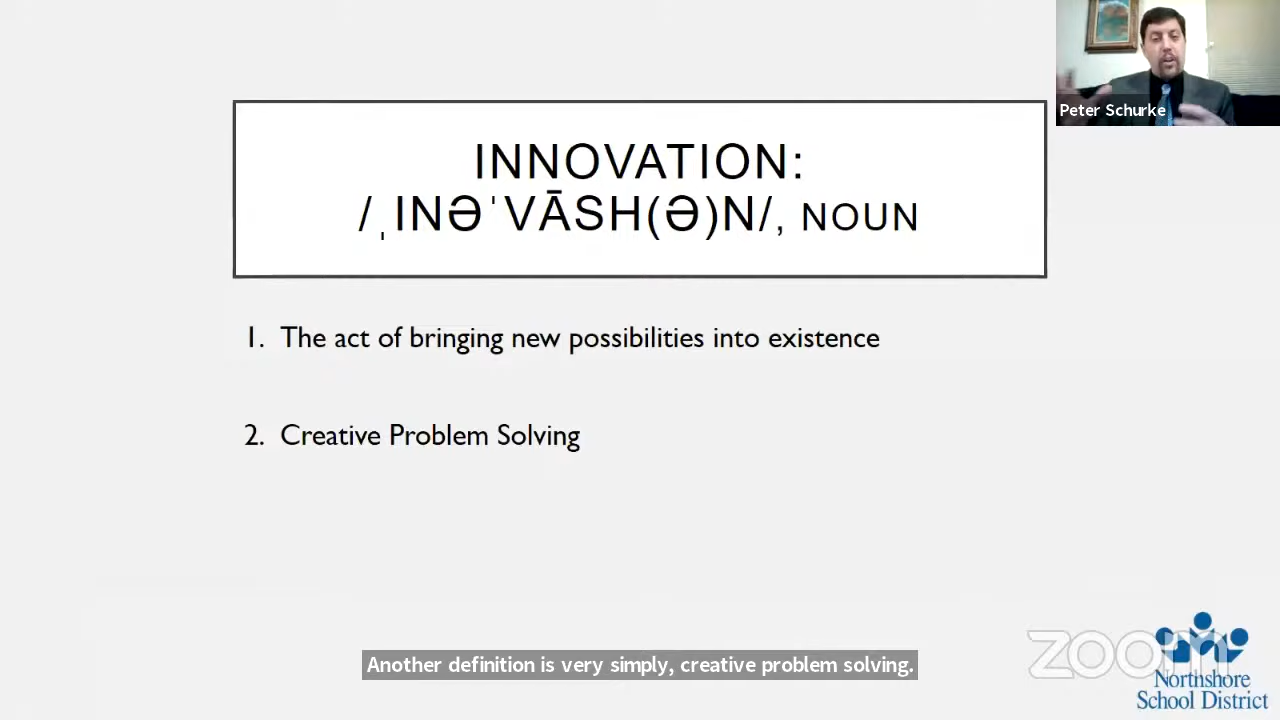 Peter Schurke
INNOVATION:
/ˌINƏˈVĀSH(Ə)N/, NOUN
1. The act of bringing new possibilities into existence
2. Creative Problem Solving
Another definition is very simply, creative problem solving.
zoom
Northshore
School District